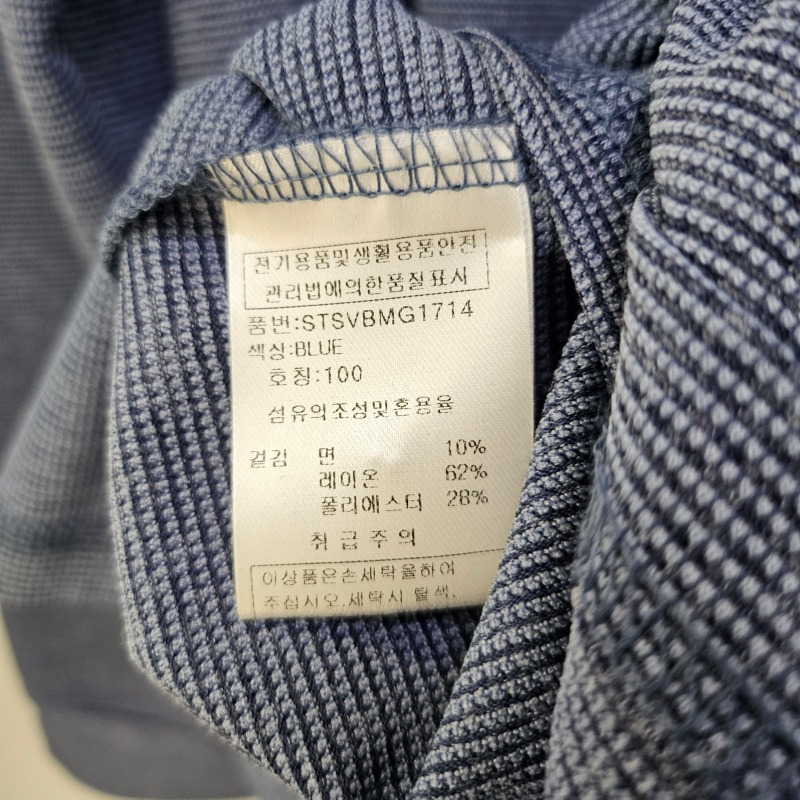 전기용품및생활용품안전
관리법에의한품질표시
품번:STSVBMG1714
색상:BLUE
호칭:100
섬유의조성및혼용율
겉감 면 10%
레이온 62%
폴리에스터 28%
취급주의
이상품은손세탁을하여
주십시오.세탁시 탈색,